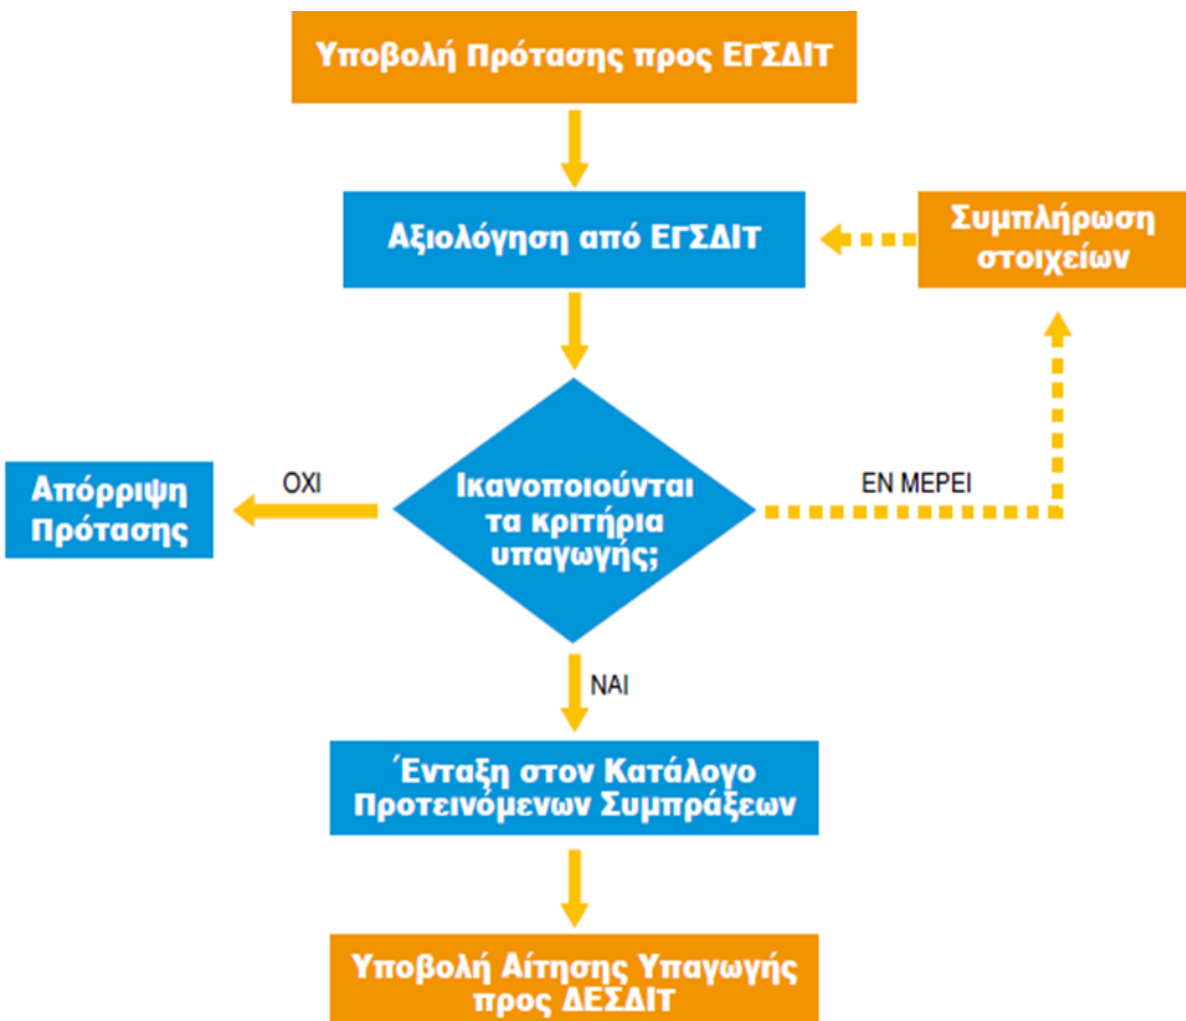 Υποβολή Πρότασης προς ΕΓΣΔΙΤ
Αξιολόγηση από ΕΓΣΔΙΤ
Συμπλήρωση
στοιχείων
Ικανοποιούνται
τα κριτήρια
υπαγωγής;
ΟΧΙ
Απόρριψη
Πρότασης
ΕΝ ΜΕΡΕΙ
ΝΑΙ
Ένταξη στον Κατάλογο
Προτεινόμενων Συμπράξεων
Υποβολή Αίτησης Υπαγωγής
προς ΔΕΣΔΙΤ